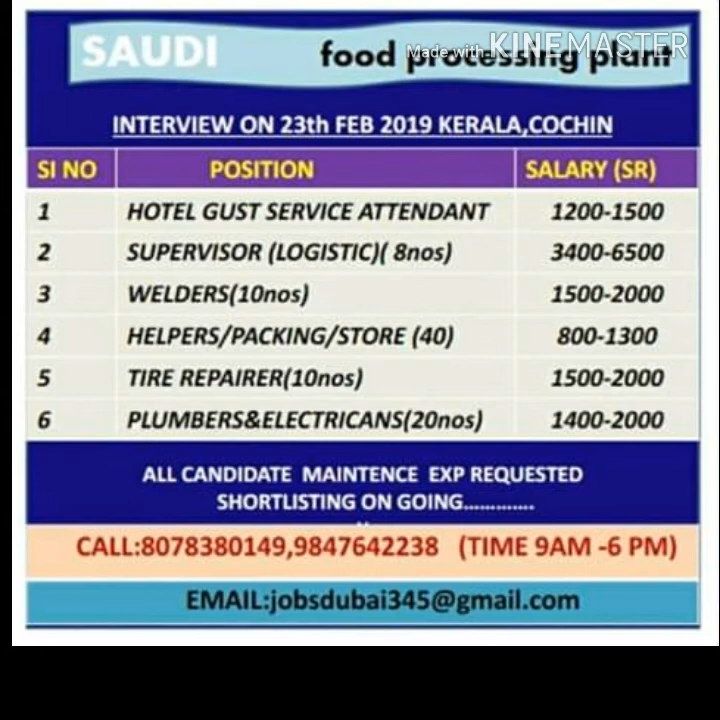 SAUDI food processing plant
Made with KINEMASTER
INTERVIEW ON 23th FEB 2019 KERALA,COCHIN
SI NO POSITION SALARY (SR)
1 HOTEL GUST SERVICE ATTENDANT 1200-1500
2 SUPERVISOR (LOGISTIC)( 8nos) 3400-6500
3 WELDERS(10nos) 1500-2000
4 HELPERS/PACKING/STORE (40) 800-1300
5 TIRE REPAIRER(10nos) 1500-2000
6 PLUMBERS&ELECTRICANS(20nos) 1400-2000
ALL CANDIDATE MAINTENCE EXP REQUESTED
SHORTLISTING ON GOING.............
CALL:8078380149,9847642238 (TIME 9AM -6 PM)
EMAIL:jobsdubai345@gmail.com